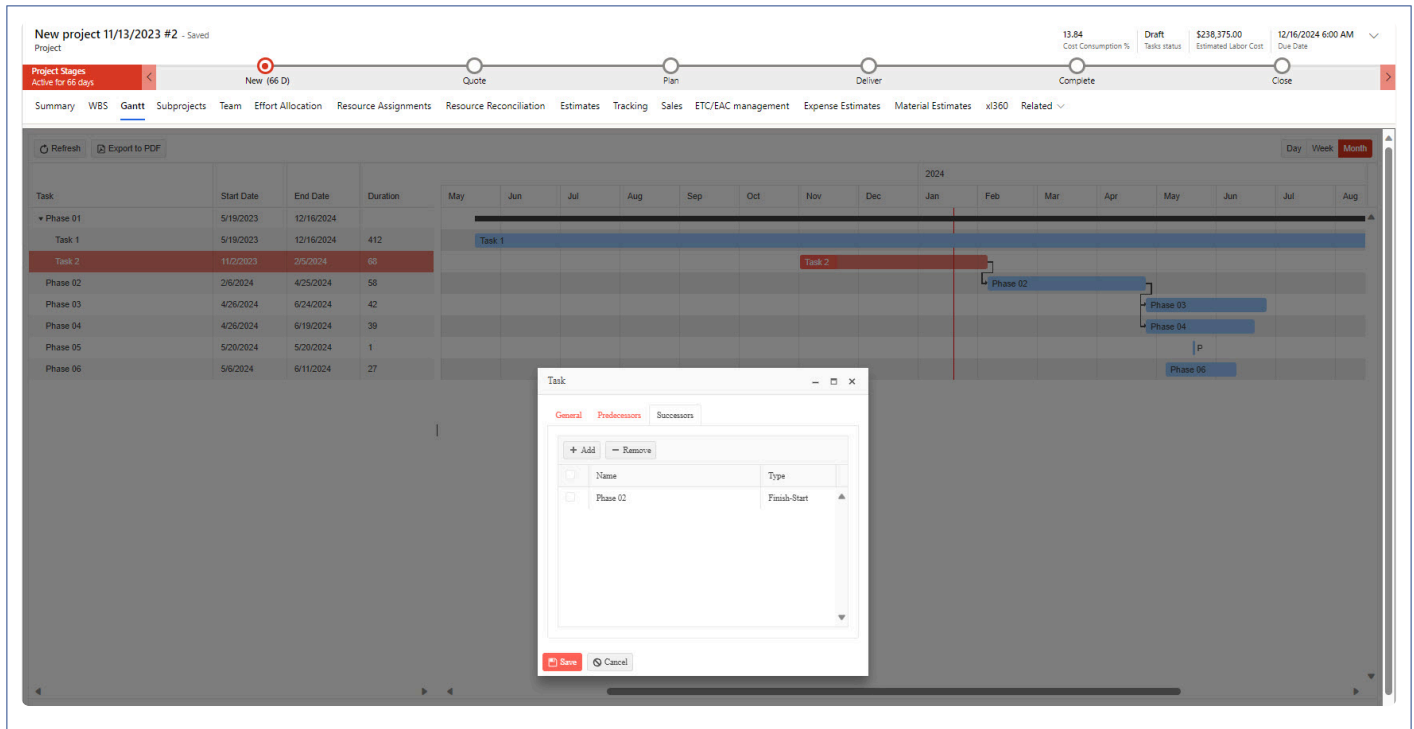 New project 11/13/2023 #2 - Saved
Project
13.84 Draft $238,375.00 12/16/2024 6:00 AM
Cost Consumption % Tasks status Estimated Labor Cost Due Date
Project Stages
Active for 66 days
New (66 D) Quote Plan Deliver Complete Close
Summary WBS Gantt Subprojects Team Effort Allocation Resource Assignments Resource Reconciliation Estimates Tracking Sales ETC/EAC management Expense Estimates Material Estimates xl360 Related
Refresh Export to PDF Day Week Month
2024
Task Start Date End Date Duration May Jun Jul Aug Sep Oct Nov Dec Jan Feb Mar Apr May Jun Jul Aug
Phase 01 5/19/2023 12/16/2024
Task 1 5/19/2023 12/16/2024 412 Task 1
Task 2 11/2/2023 2/5/2024 68 Task 2
Phase 02 2/6/2024 4/25/2024 58 Phase 02
Phase 03 4/26/2024 6/24/2024 42 Phase 03
Phase 04 4/26/2024 6/19/2024 39 Phase 04
Phase 05 5/20/2024 5/20/2024 1 P
Phase 06 5/6/2024 6/11/2024 27 Phase 06
Task
General Predecessors Successors
Add Remove
Name Type
Phase 02 Finish-Start
Save Cancel